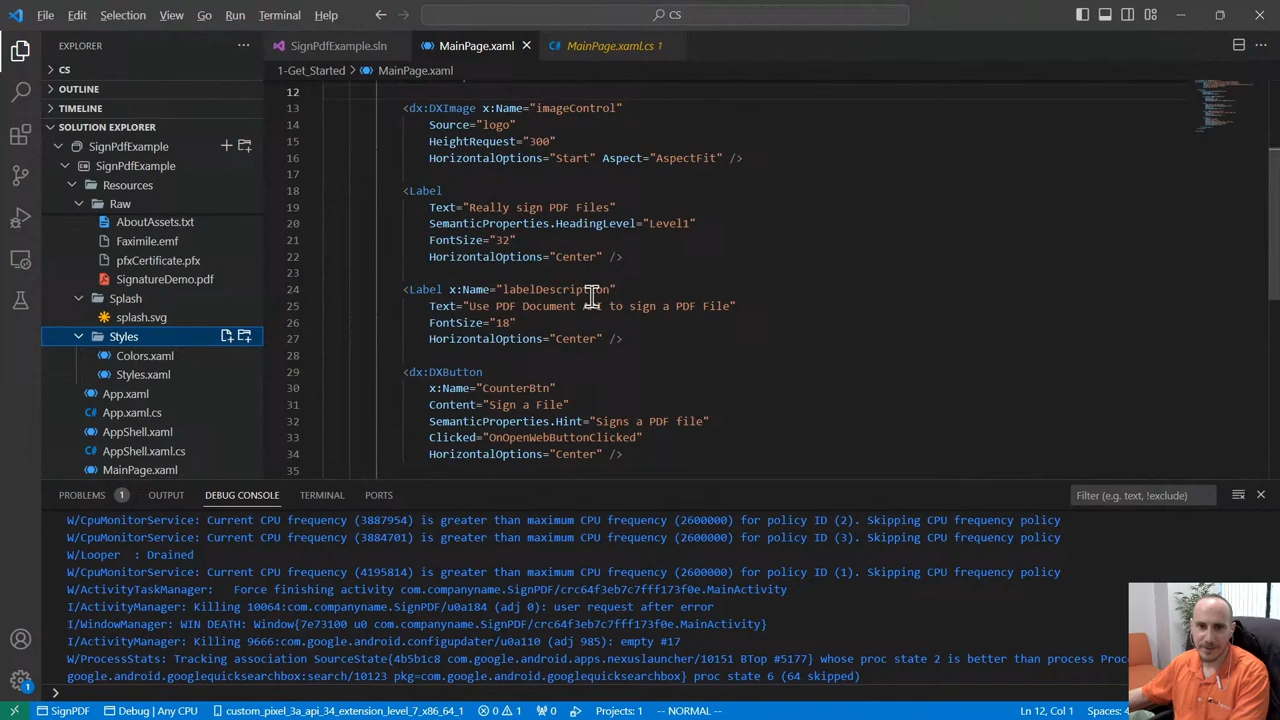 File Edit Selection View Go Run Terminal Help CS
EXPLORER
SignPdfExample.sln MainPage.xaml MainPage.xaml.cs 1
1-Get_Started MainPage.xaml
CS
OUTLINE
TIMELINE
SOLUTION EXPLORER
SignPdfExample
SignPdfExample
Resources
Raw
AboutAssets.txt
Faximile.emf
pfxCertificate.pfx
SignatureDemo.pdf
Splash
splash.svg
Styles
Colors.xaml
Styles.xaml
App.xaml
App.xaml.cs
AppShell.xaml
AppShell.xaml.cs
MainPage.xaml
12
13 <dx:DXImage x:Name="imageControl"
14 Source="logo"
15 HeightRequest="300"
16 HorizontalOptions="Start" Aspect="AspectFit" />
17
18 <Label
19 Text="Really sign PDF Files"
20 SemanticProperties.HeadingLevel="Level1"
21 FontSize="32"
22 HorizontalOptions="Center" />
23
24 <Label x:Name="labelDescription"
25 Text="Use PDF Document API to sign a PDF File"
26 FontSize="18"
27 HorizontalOptions="Center" />
28
29 <dx:DXButton
30 x:Name="CounterBtn"
31 Content="Sign a File"
32 SemanticProperties.Hint="Signs a PDF file"
33 Clicked="OnOpenWebButtonClicked"
34 HorizontalOptions="Center" />
35
PROBLEMS 1 OUTPUT DEBUG CONSOLE TERMINAL PORTS Filter (e.g. text, !exclude)
W/CpuMonitorService: Current CPU frequency (3887954) is greater than maximum CPU frequency (2600000) for policy ID (2). Skipping CPU frequency policy
W/CpuMonitorService: Current CPU frequency (3884701) is greater than maximum CPU frequency (2600000) for policy ID (3). Skipping CPU frequency policy
W/Looper : Drained
W/CpuMonitorService: Current CPU frequency (4195814) is greater than maximum CPU frequency (2600000) for policy ID (1). Skipping CPU frequency policy
W/ActivityTaskManager: Force finishing activity com.companyname.SignPDF/crc64f3eb7c7fff173f0e.MainActivity
I/ActivityManager: Killing 10064:com.companyname.SignPDF/u0a184 (adj 0): user request after error
I/WindowManager: WIN DEATH: Window{7e73100 u0 com.companyname.SignPDF/crc64f3eb7c7fff173f0e.MainActivity}
I/ActivityManager: Killing 9666:com.google.android.configupdater/u0a110 (adj 985): empty #17
W/ProcessStats: Tracking association SourceState{4b5b1c8 com.google.android.apps.nexuslauncher/10151 BTop #5177} whose proc state 2 is better than process Proc
google.android.googlequicksearchbox:search/10123 pkg=com.google.android.googlequicksearchbox} proc state 6 (64 skipped)
SignPDF Debug | Any CPU custom_pixel_3a_api_34_extension_level_7_x86_64_1 0 1 0 Projects: 1 -- NORMAL -- Ln 12, Col 1 Spaces: 4